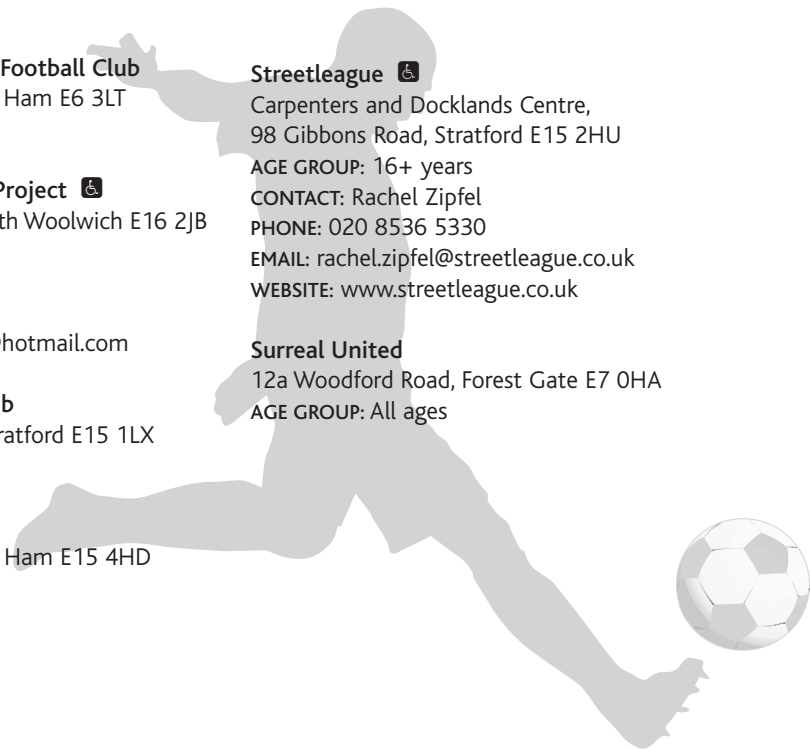 Football Club
Ham E6 3LT
Project
th Woolwich E16 2JB
hotmail.com
b
ratford E15 1LX
Ham E15 4HD
Streetleague
Carpenters and Docklands Centre,
98 Gibbons Road, Stratford E15 2HU
AGE GROUP: 16+ years
CONTACT: Rachel Zipfel
PHONE: 020 8536 5330
EMAIL: rachel.zipfel@streetleague.co.uk
WEBSITE: www.streetleague.co.uk
Surreal United
12a Woodford Road, Forest Gate E7 0HA
AGE GROUP: All ages